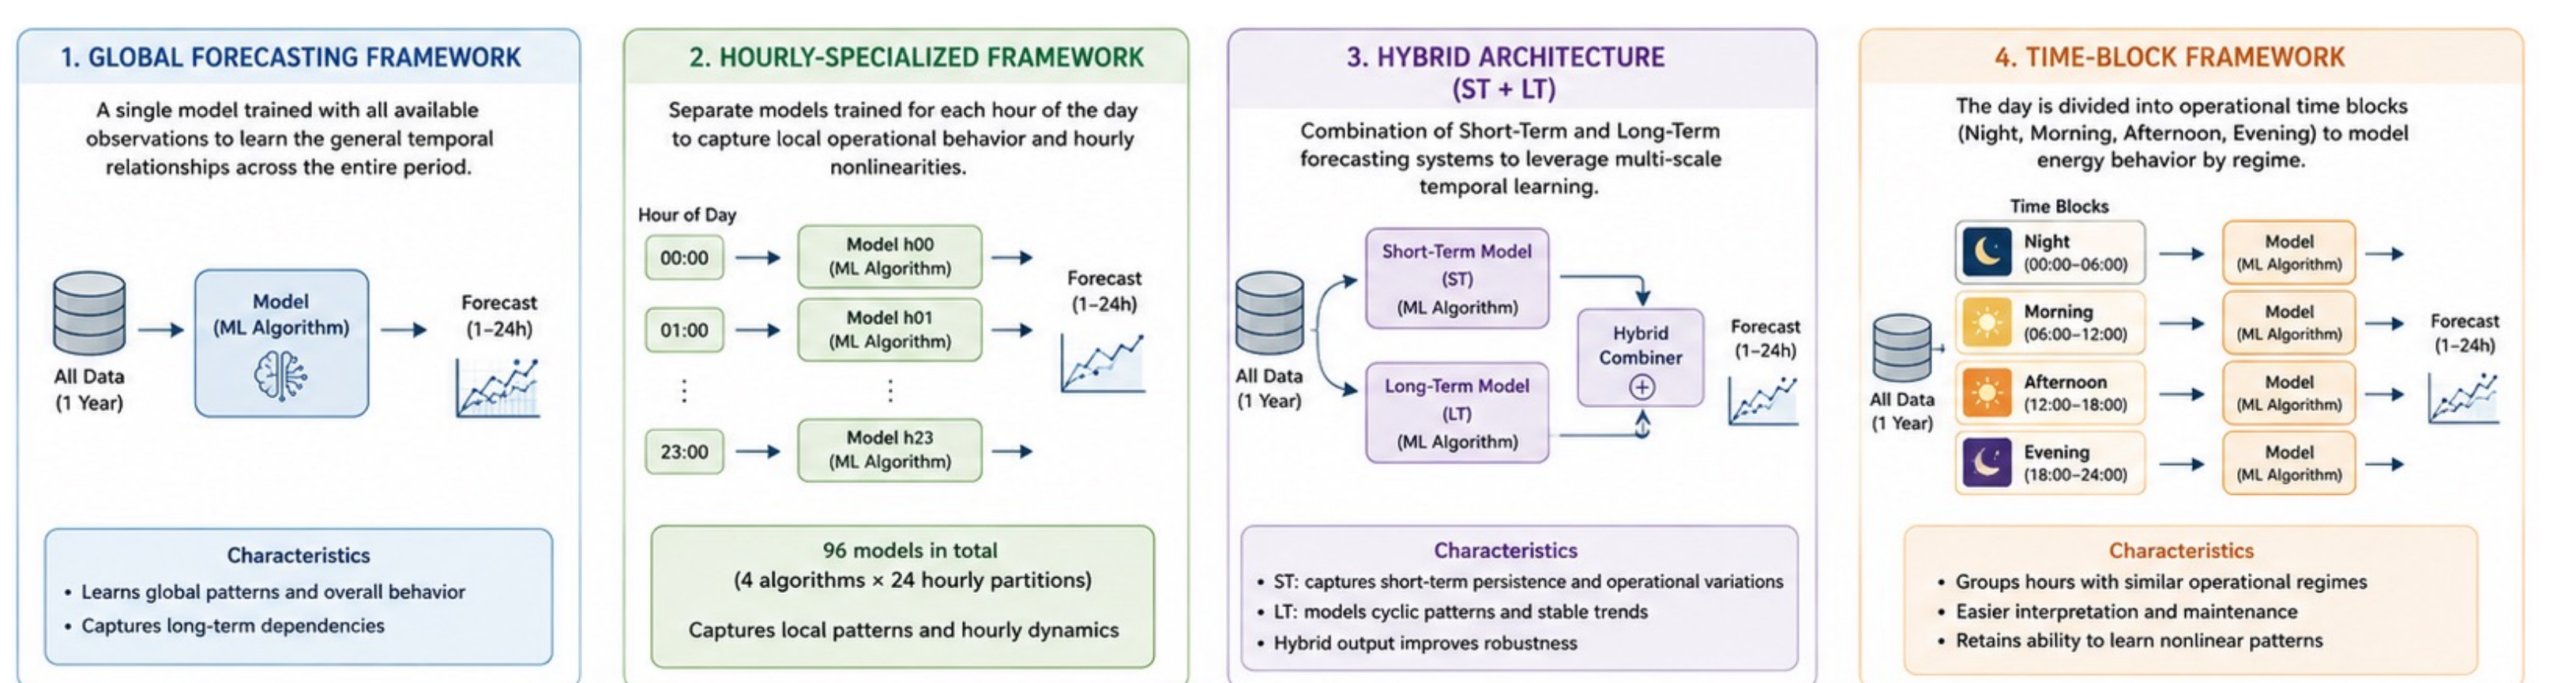 1. GLOBAL FORECASTING FRAMEWORK
A single model trained with all available
observations to learn the general temporal
relationships across the entire period.
All Data
(1 Year)
Model
(ML Algorithm)
Forecast
(1–24h)
Characteristics
• Learns global patterns and overall behavior
• Captures long-term dependencies
2. HOURLY-SPECIALIZED FRAMEWORK
Separate models trained for each hour of the day
to capture local operational behavior and hourly
nonlinearities.
Hour of Day
00:00
Model h00
(ML Algorithm)
01:00
Model h01
(ML Algorithm)
⋮
⋮
23:00
Model h23
(ML Algorithm)
Forecast
(1–24h)
96 models in total
(4 algorithms × 24 hourly partitions)
Captures local patterns and hourly dynamics
3. HYBRID ARCHITECTURE
(ST + LT)
Combination of Short-Term and Long-Term
forecasting systems to leverage multi-scale
temporal learning.
All Data
(1 Year)
Short-Term Model
(ST)
(ML Algorithm)
Long-Term Model
(LT)
(ML Algorithm)
Hybrid
Combiner
+
Forecast
(1–24h)
Characteristics
• ST: captures short-term persistence and operational variations
• LT: models cyclic patterns and stable trends
• Hybrid output improves robustness
4. TIME-BLOCK FRAMEWORK
The day is divided into operational time blocks
(Night, Morning, Afternoon, Evening) to model
energy behavior by regime.
All Data
(1 Year)
Time Blocks
Night
(00:00–06:00)
Model
(ML Algorithm)
Morning
(06:00–12:00)
Model
(ML Algorithm)
Afternoon
(12:00–18:00)
Model
(ML Algorithm)
Evening
(18:00–24:00)
Model
(ML Algorithm)
Forecast
(1–24h)
Characteristics
• Groups hours with similar operational regimes
• Easier interpretation and maintenance
• Retains ability to learn nonlinear patterns